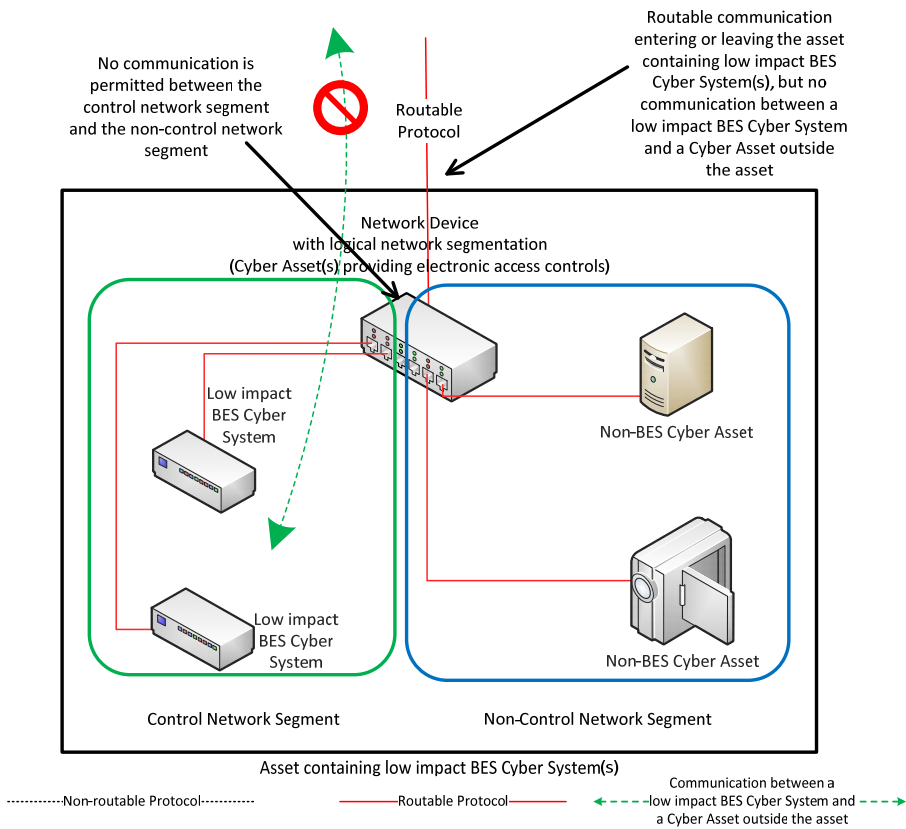 No communication is
permitted between the
control network segment
and the non-control network
segment
Routable
Protocol
Routable communication
entering or leaving the asset
containing low impact BES
Cyber System(s), but no
communication between a
low impact BES Cyber System
and a Cyber Asset outside
the asset
Network Device
with logical network segmentation
(Cyber Asset(s) providing electronic access controls)
Low impact
BES Cyber
System
Non-BES Cyber Asset
Low impact
BES Cyber
System
Non-BES Cyber Asset
Control Network Segment
Non-Control Network Segment
Asset containing low impact BES Cyber System(s)
Non-routable Protocol
Routable Protocol
Communication between a
low impact BES Cyber System and
a Cyber Asset outside the asset